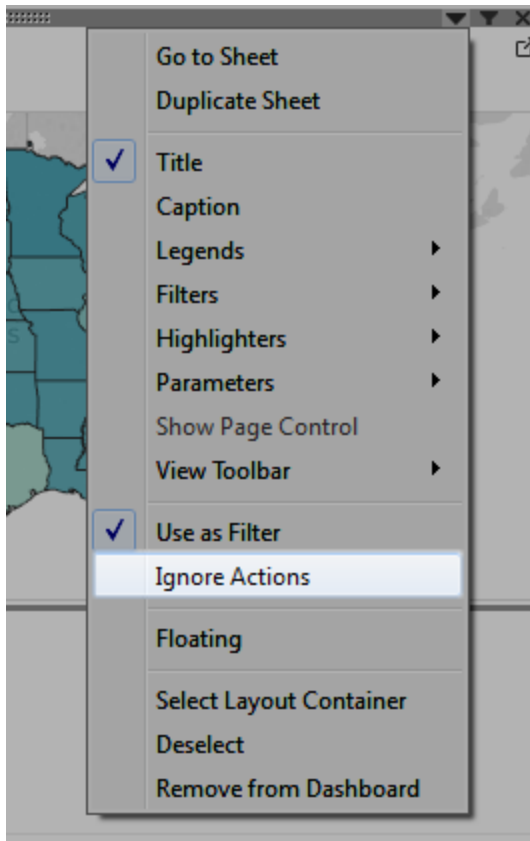 Go to Sheet
Duplicate Sheet
Title
Caption
Legends
Filters
Highlighters
Parameters
Show Page Control
View Toolbar
Use as Filter
Ignore Actions
Floating
Select Layout Container
Deselect
Remove from Dashboard